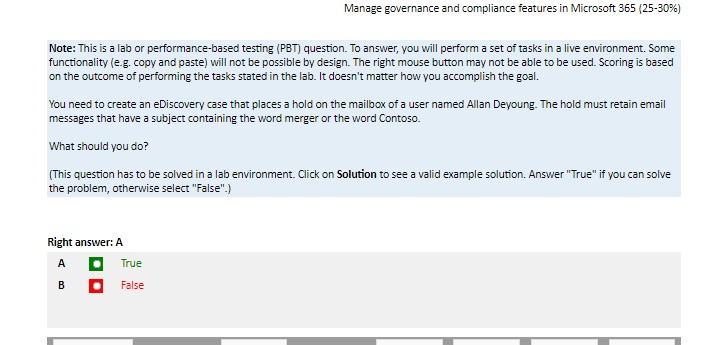 Manage governance and compliance features in Microsoft 365 (25-30%)
Note: This is a lab or performance-based testing (PBT) question. To answer, you will perform a set of tasks in a live environment. Some
functionality (e.g. copy and paste) will not be possible by design. The right mouse button may not be able to be used. Scoring is based
on the outcome of performing the tasks stated in the lab. It doesn't matter how you accomplish the goal.
You need to create an eDiscovery case that places a hold on the mailbox of a user named Allan Deyoung. The hold must retain email
messages that have a subject containing the word merger or the word Contoso.
What should you do?
(This question has to be solved in a lab environment. Click on Solution to see a valid example solution. Answer "True" if you can solve
the problem, otherwise select "False".)
Right answer: A
A True
B False